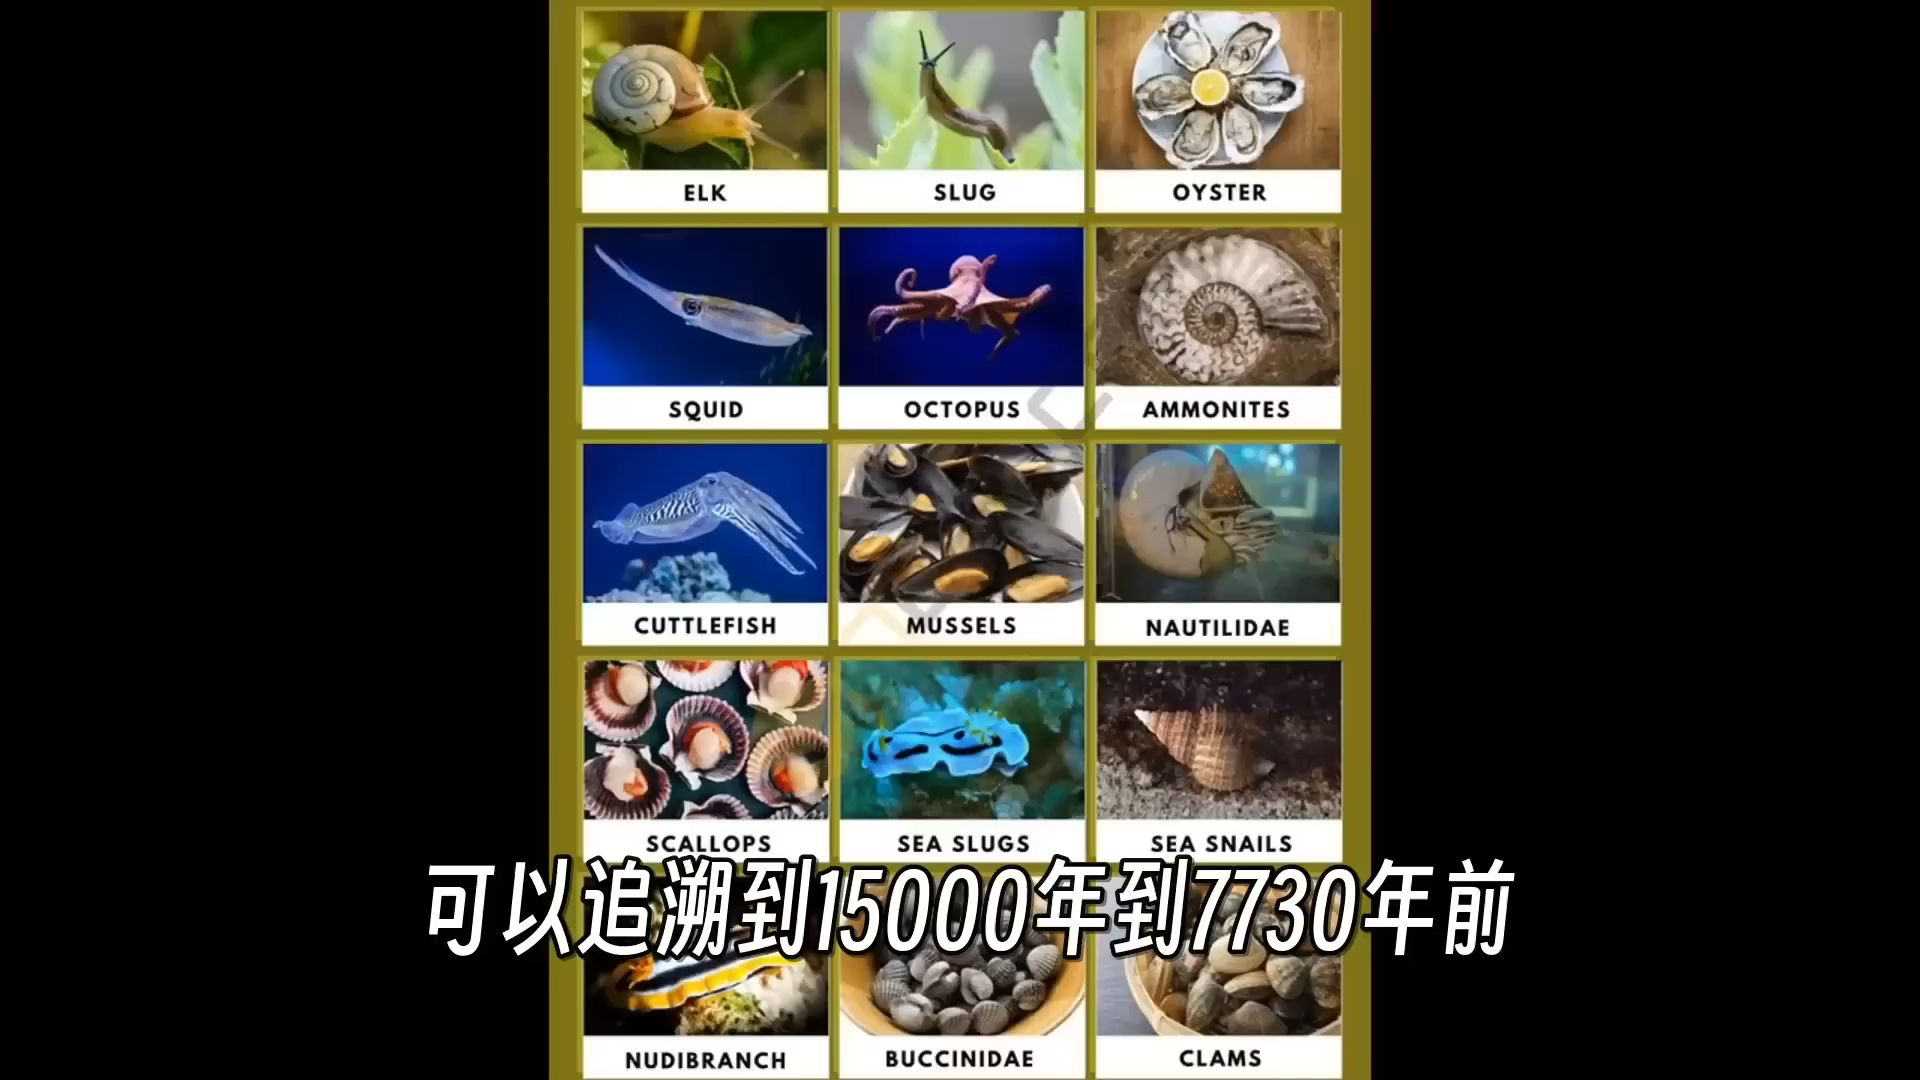 ELK
SLUG
OYSTER
SQUID
OCTOPUS
AMMONITES
CUTTLEFISH
MUSSELS
NAUTILIDAE
SCALLOPS
SEA SLUGS
SEA SNAILS
可以追溯到15000年到7730年前
NUDIBRANCH
BUCCINIDAE
CLAMS